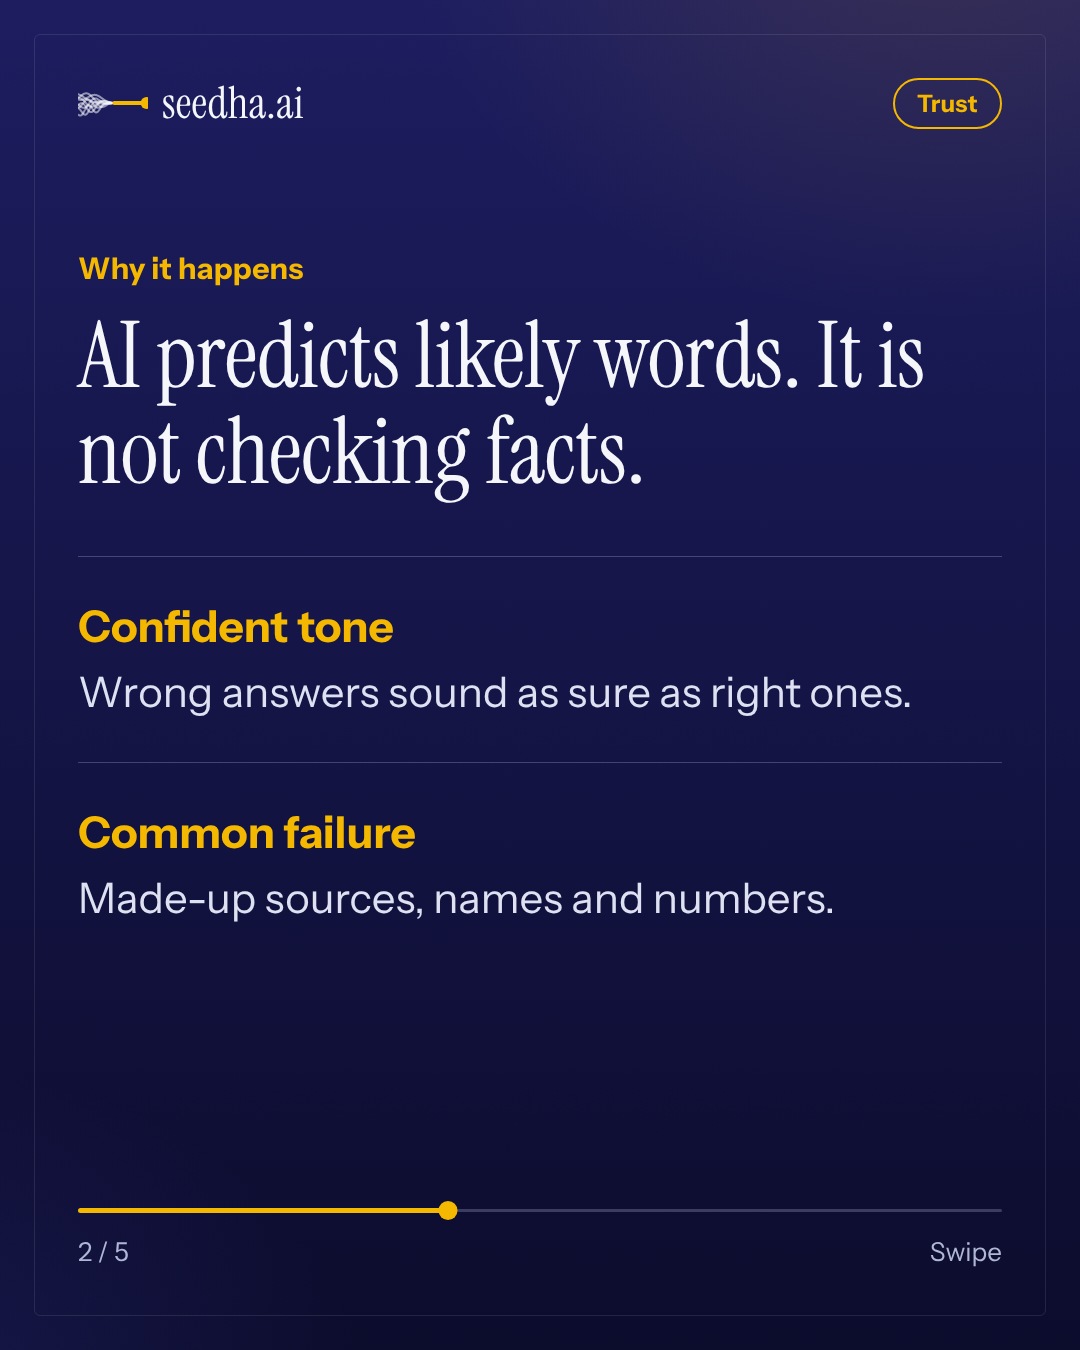 seedha.ai
Trust
Why it happens
AI predicts likely words. It is
not checking facts.
Confident tone
Wrong answers sound as sure as right ones.
Common failure
Made-up sources, names and numbers.
2 / 5
Swipe